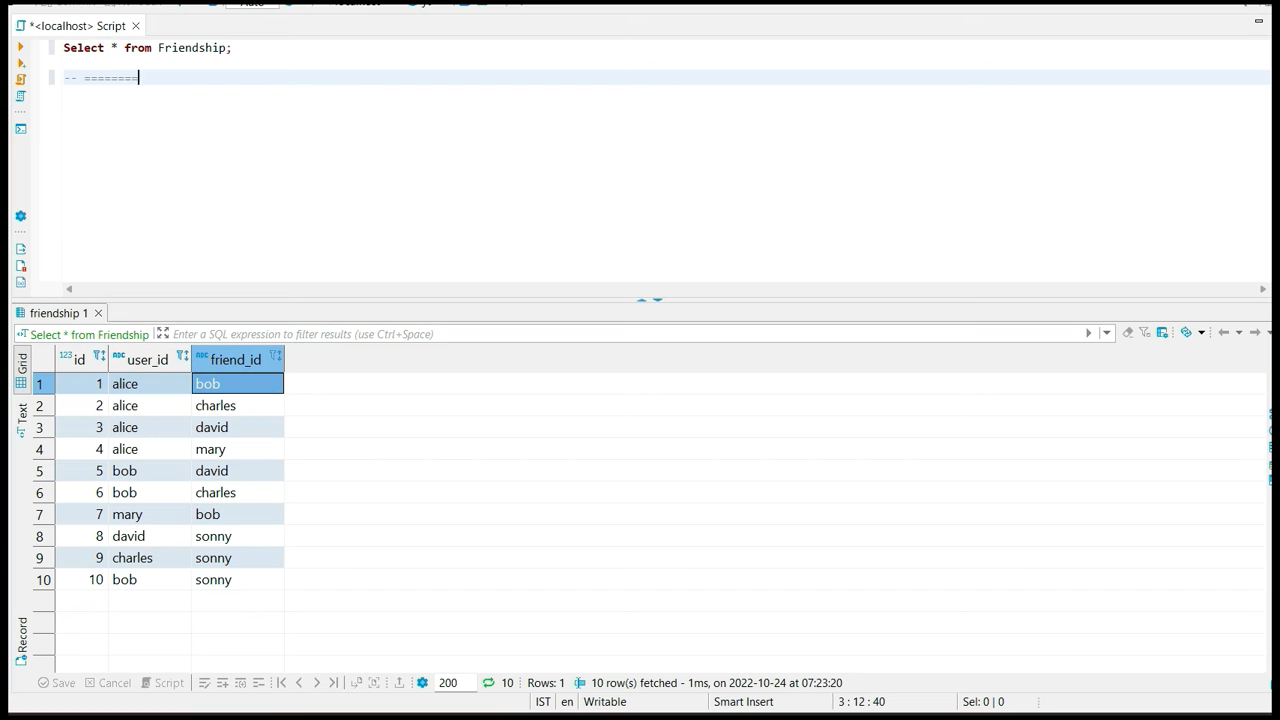 *<localhost> Script
Select * from Friendship;
-- ========
friendship 1
Select * from Friendship Enter a SQL expression to filter results (use Ctrl+Space)
Grid
Text
Record
123 id ABC user_id ABC friend_id
1 1 alice bob
2 2 alice charles
3 3 alice david
4 4 alice mary
5 5 bob david
6 6 bob charles
7 7 mary bob
8 8 david sonny
9 9 charles sonny
10 10 bob sonny
Save Cancel Script 200 10 Rows: 1 10 row(s) fetched - 1ms, on 2022-10-24 at 07:23:20
IST en Writable Smart Insert 3 : 12 : 40 Sel: 0 | 0